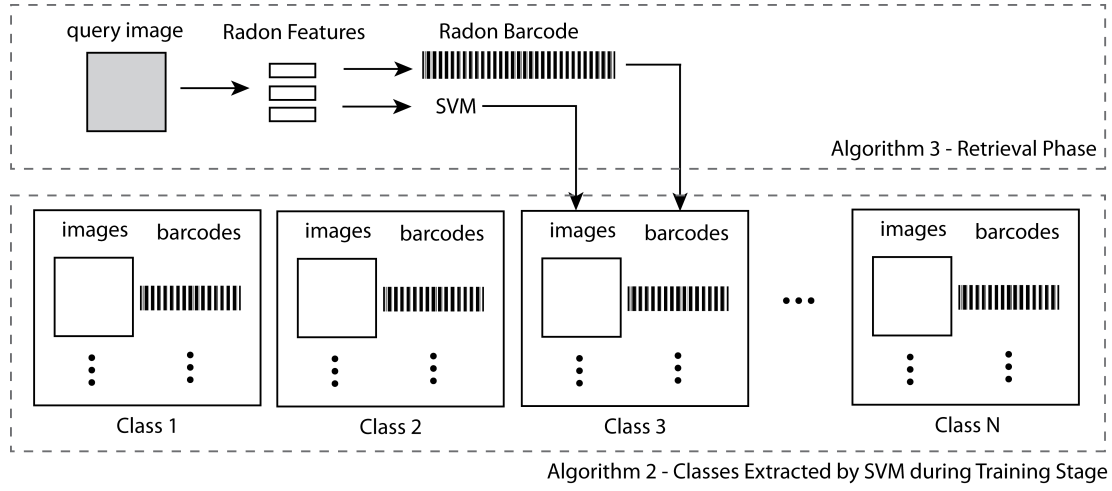 query image
Radon Features
Radon Barcode
SVM
Algorithm 3 - Retrieval Phase
images barcodes
images barcodes
images barcodes
images barcodes
Class 1
Class 2
Class 3
Class N
Algorithm 2 - Classes Extracted by SVM during Training Stage